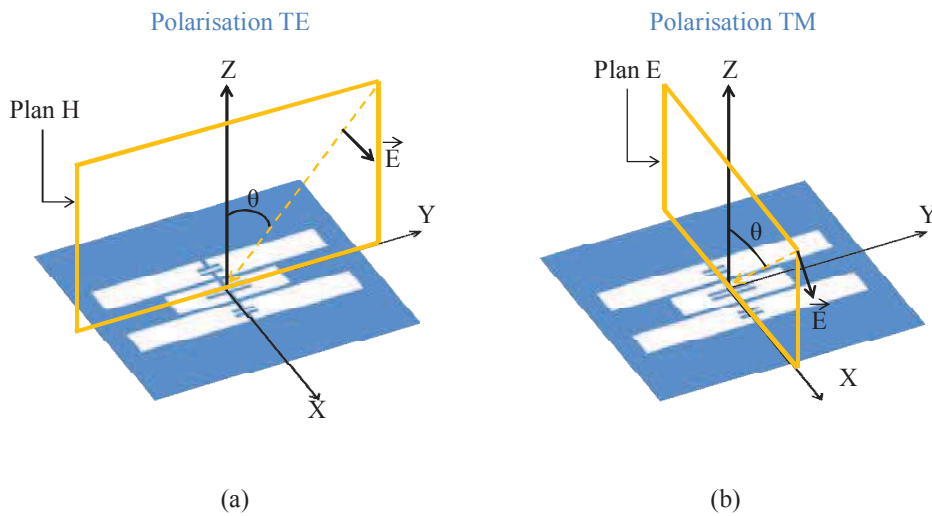 Polarisation TE
Polarisation TM
Plan H
Z
θ
E
Y
X
Plan E
Z
θ
E
Y
X
(a)
(b)